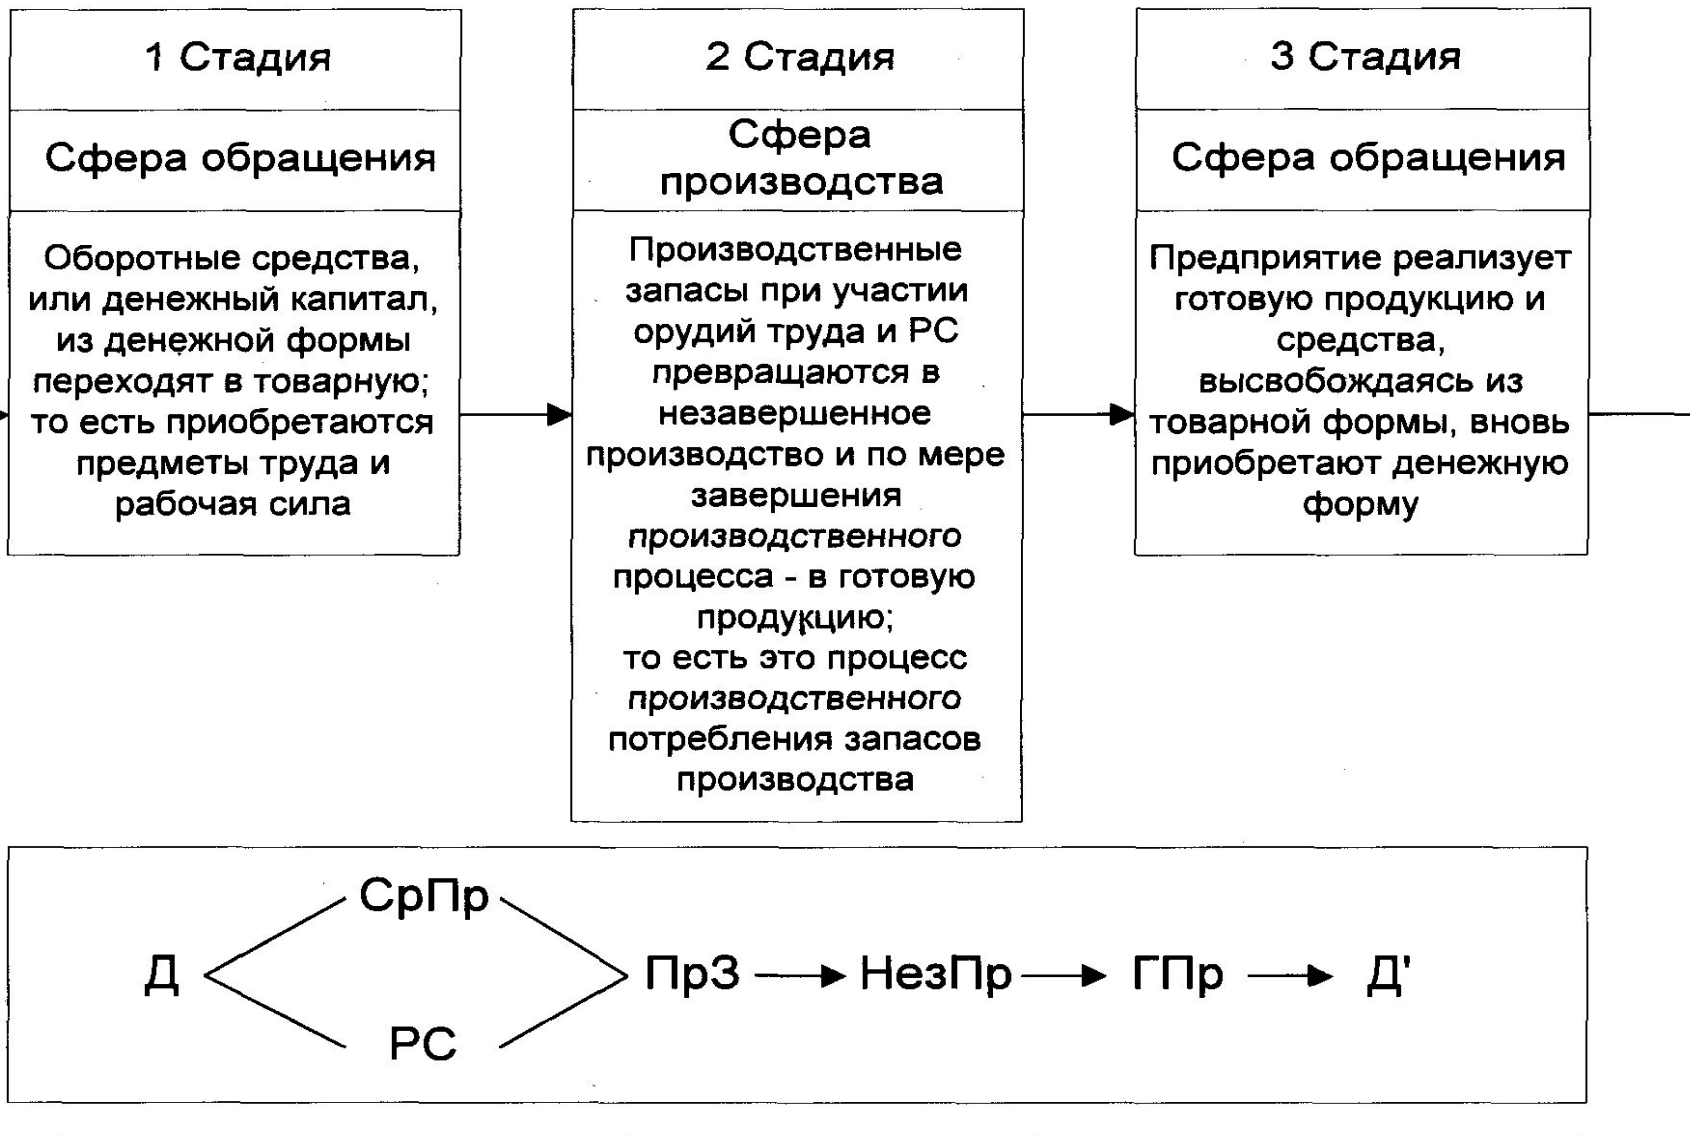 1 Стадия
Сфера обращения
Оборотные средства,
или денежный капитал,
из денежной формы
переходят в товарную;
то есть приобретаются
предметы труда и
рабочая сила
2 Стадия
Сфера
производства
Производственные
запасы при участии
орудий труда и РС
превращаются в
незавершенное
производство и по мере
завершения
производственного
процесса - в готовую
продукцию;
то есть это процесс
производственного
потребления запасов
производства
3 Стадия
Сфера обращения
Предприятие реализует
готовую продукцию и
средства,
высвобождаясь из
товарной формы, вновь
приобретают денежную
форму
СрПр
Д ПрЗ НезПр ГПр Д'
РС